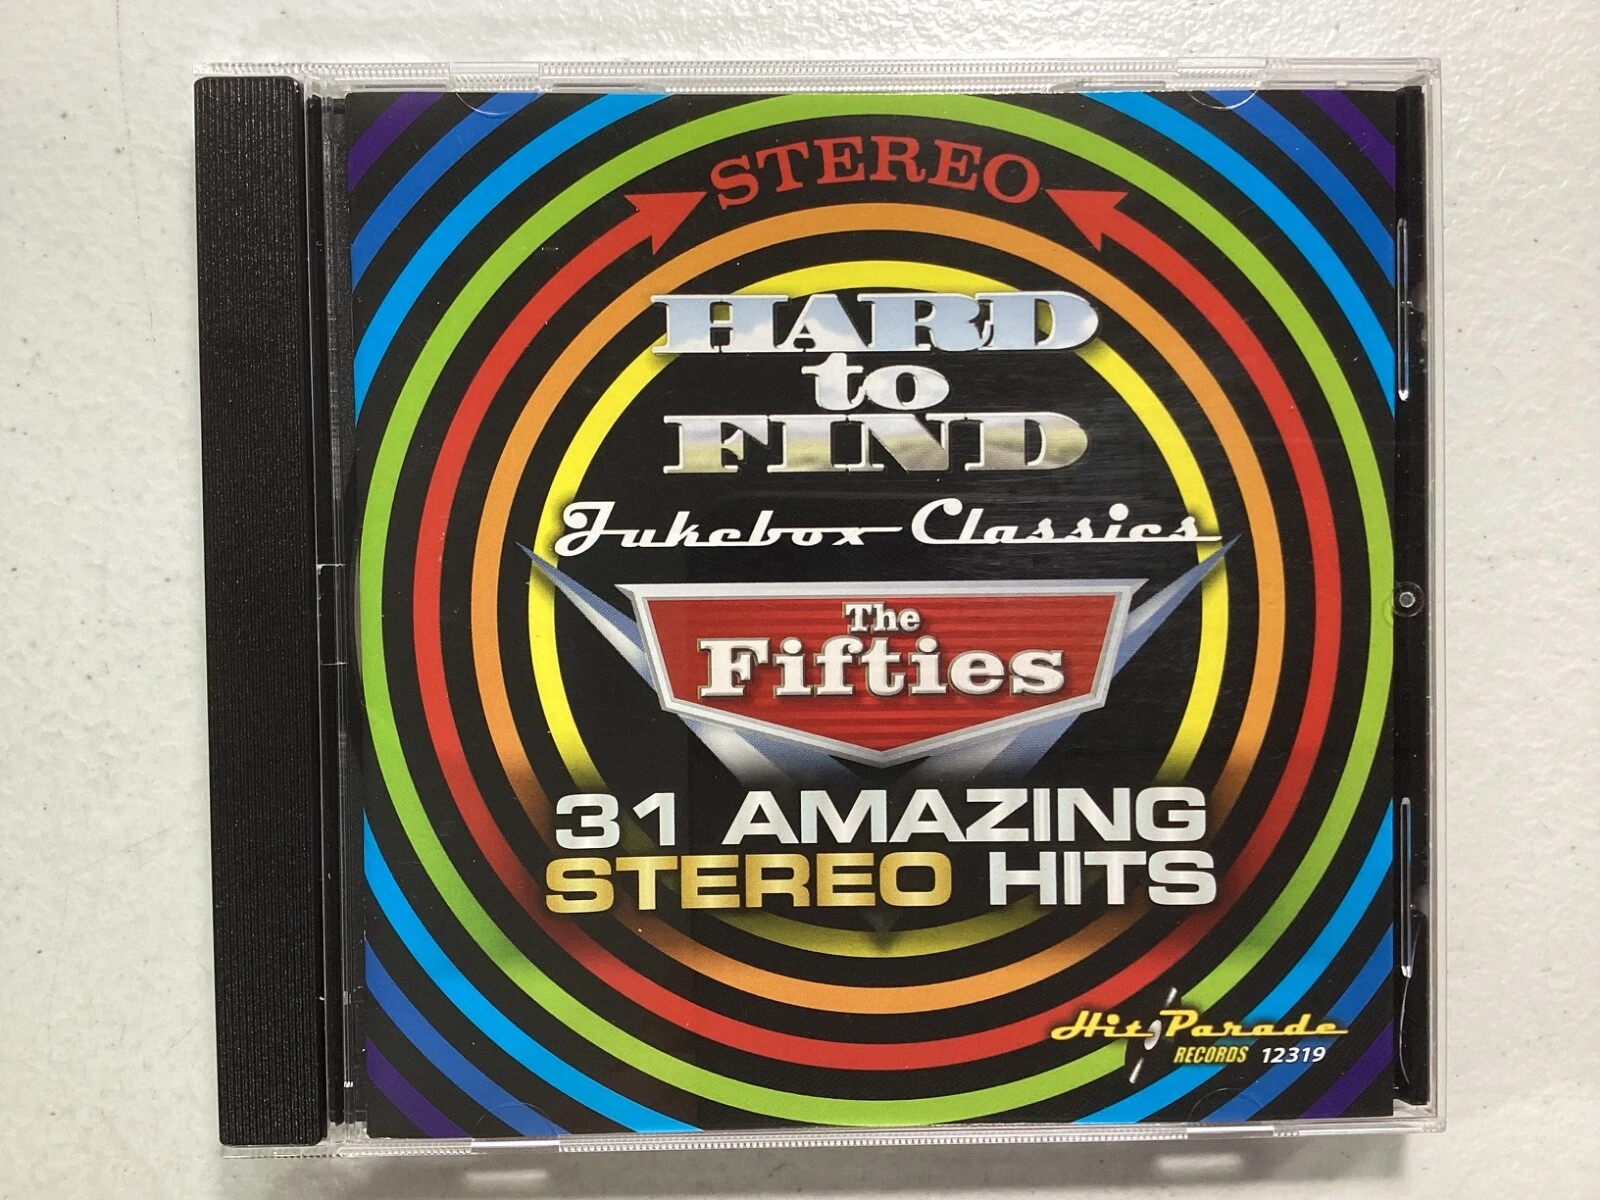 STEREO
HARD
to
FIND
Jukebox Classics
The
Fifties
31 AMAZING
STEREO HITS
Hit Parade
RECORDS 12319